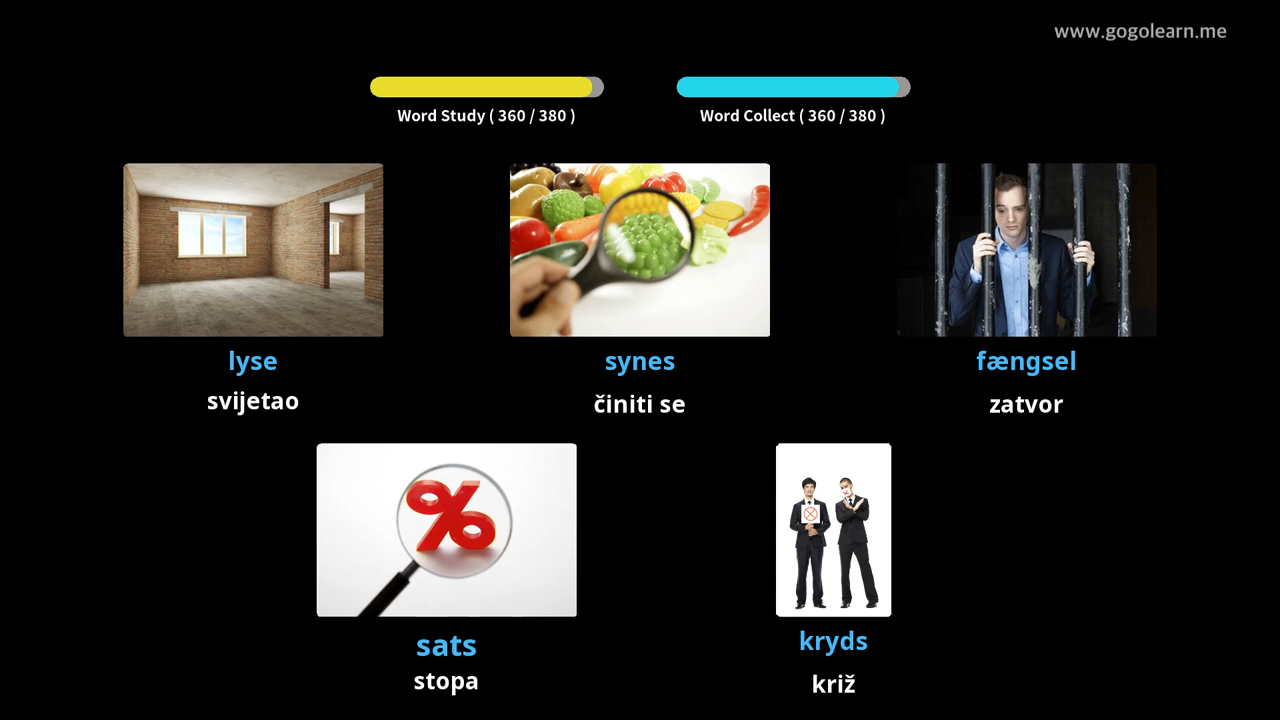 www.gogolearn.me
Word Study ( 360 / 380 )
Word Collect ( 360 / 380 )
lyse
svijetao
synes
činiti se
fængsel
zatvor
sats
stopa
kryds
križ